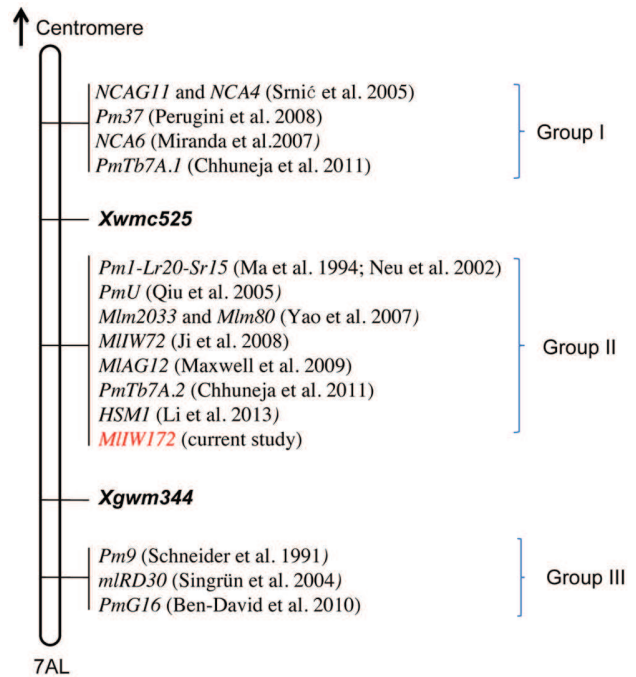 Centromere
NCAG11 and NCA4 (Srnić et al. 2005)
Pm37 (Perugini et al. 2008)
NCA6 (Miranda et al.2007)
PmTb7A.1 (Chhuneja et al. 2011)
Group I
Xwmc525
Pm1-Lr20-Sr15 (Ma et al. 1994; Neu et al. 2002)
PmU (Qiu et al. 2005)
Mlm2033 and Mlm80 (Yao et al. 2007)
MlIW72 (Ji et al. 2008)
MlAG12 (Maxwell et al. 2009)
PmTb7A.2 (Chhuneja et al. 2011)
HSM1 (Li et al. 2013)
MlIW172 (current study)
Group II
Xgwm344
Pm9 (Schneider et al. 1991)
mlRD30 (Singrün et al. 2004)
PmG16 (Ben-David et al. 2010)
Group III
7AL